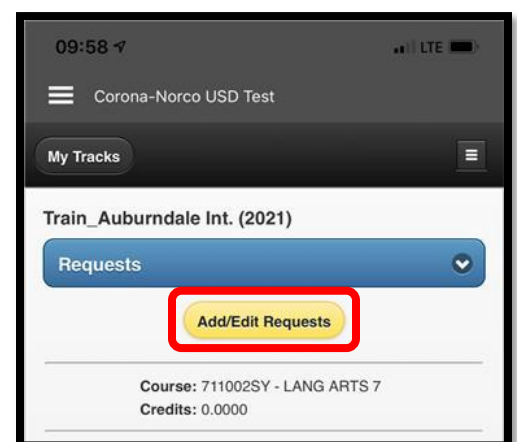 09:58 LTE
Corona-Norco USD Test
My Tracks
Train_Auburndale Int. (2021)
Requests
Add/Edit Requests
Course: 711002SY - LANG ARTS 7
Credits: 0.0000